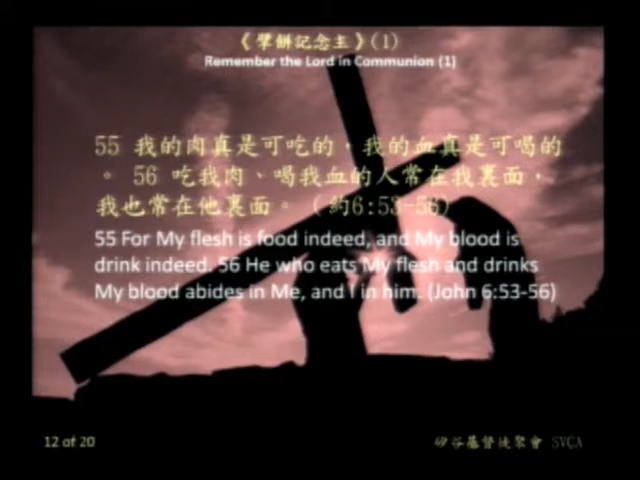 《擘餅記念主》(1)
Remember the Lord in Communion (1)
55 我的肉真是可吃的，我的血真是可喝的
。 56 吃我肉、喝我血的人常在我裏面，
我也常在他裏面。 （約6:53-56）
55 For My flesh is food indeed, and My blood is
drink indeed. 56 He who eats My flesh and drinks
My blood abides in Me, and I in him. (John 6:53-56)
12 of 20
矽谷基督徒聚會 SVCA